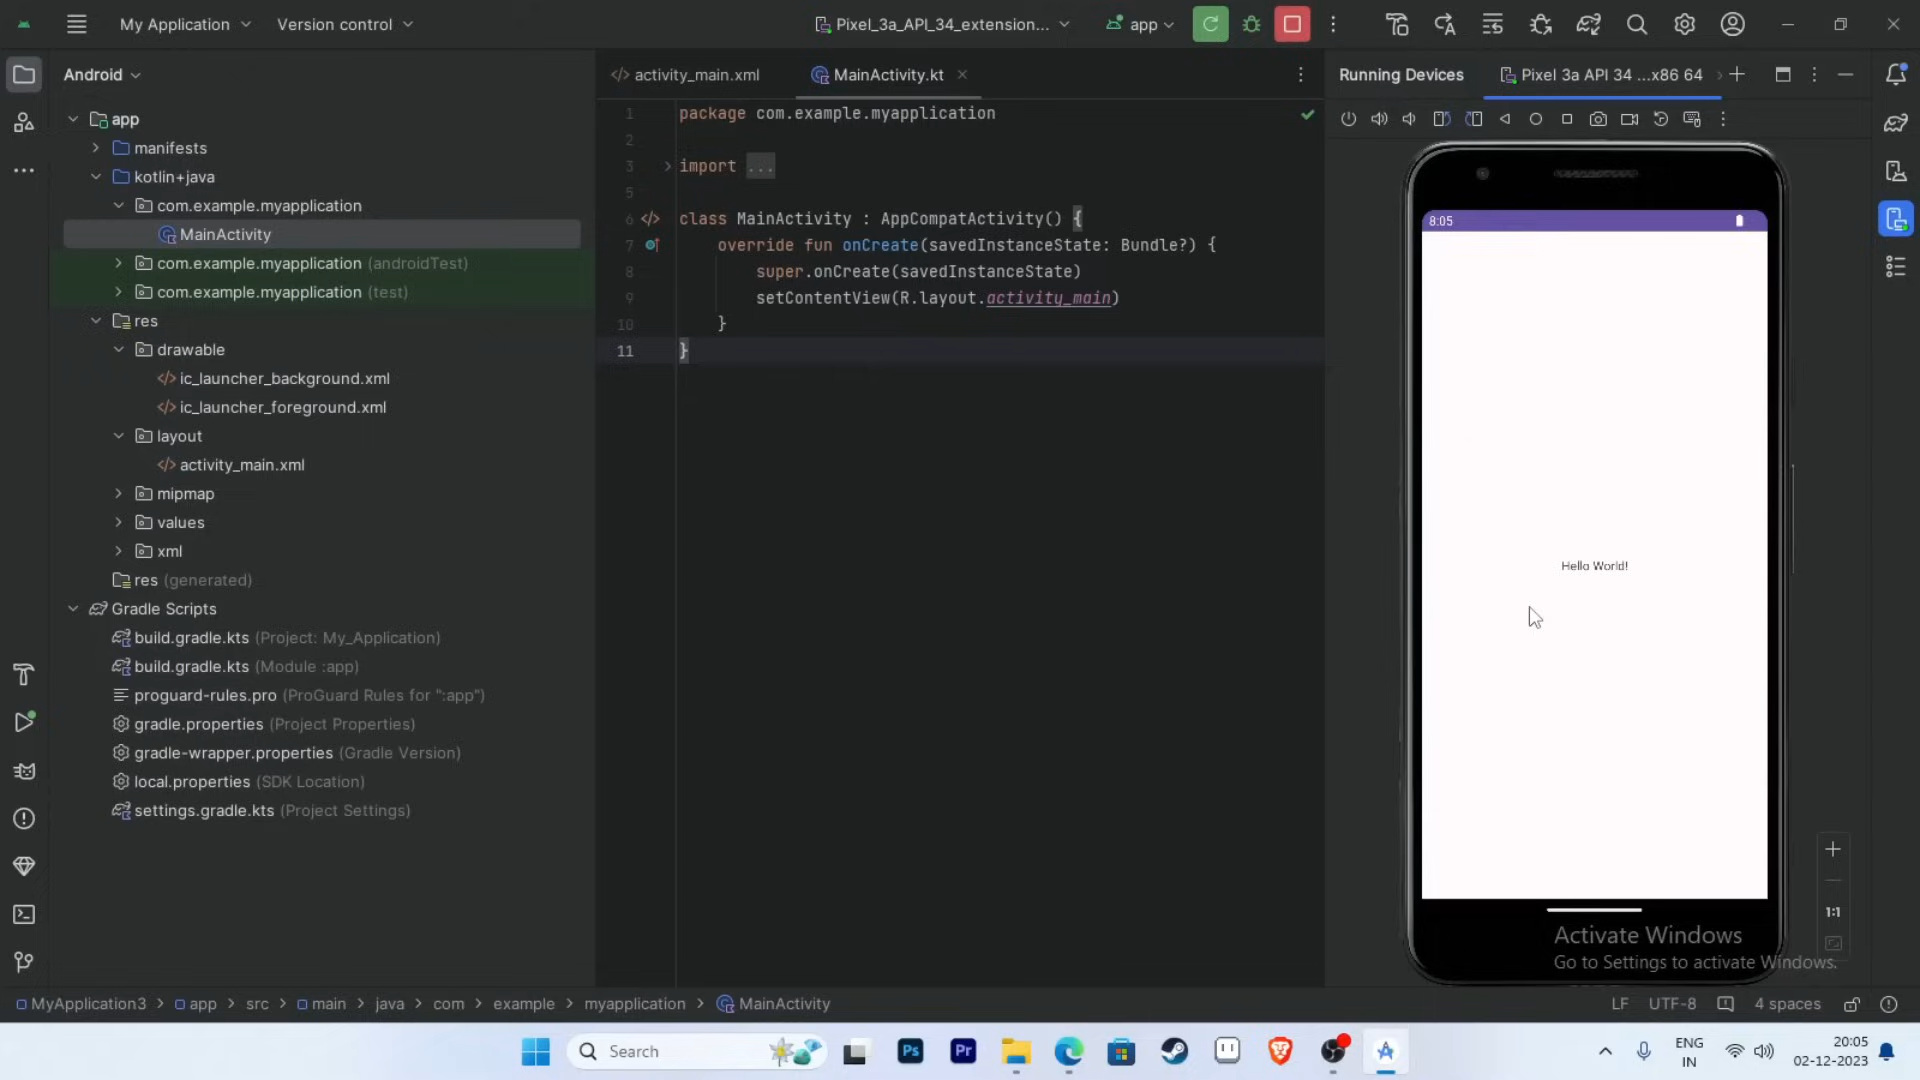 My Application
Version control
Pixel_3a_API_34_extension...
app
Android
app
manifests
kotlin+java
com.example.myapplication
MainActivity
com.example.myapplication (androidTest)
com.example.myapplication (test)
res
drawable
ic_launcher_background.xml
ic_launcher_foreground.xml
layout
activity_main.xml
mipmap
values
xml
res (generated)
Gradle Scripts
build.gradle.kts (Project: My_Application)
build.gradle.kts (Module :app)
proguard-rules.pro (ProGuard Rules for ":app")
gradle.properties (Project Properties)
gradle-wrapper.properties (Gradle Version)
local.properties (SDK Location)
settings.gradle.kts (Project Settings)
activity_main.xml
MainActivity.kt
1 package com.example.myapplication
2
3 import ...
5
6 class MainActivity : AppCompatActivity() {
7 override fun onCreate(savedInstanceState: Bundle?) {
8 super.onCreate(savedInstanceState)
9 setContentView(R.layout.activity_main)
10 }
11 }
Running Devices
Pixel 3a API 34 ...x86 64
8:05
Hello World!
1:1
Activate Windows
Go to Settings to activate Windows.
MyApplication3 > app > src > main > java > com > example > myapplication > MainActivity
LF
UTF-8
4 spaces
Search
Ps
Pr
ENG
IN
20:05
02-12-2023